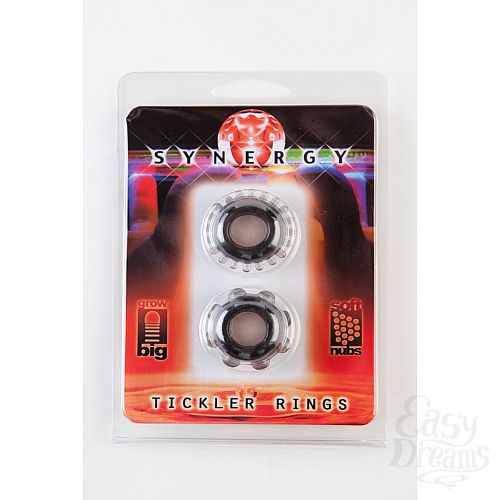 SYNERGY
grow
big
soft
nubs
TICKLER RINGS
Easy
Dreams